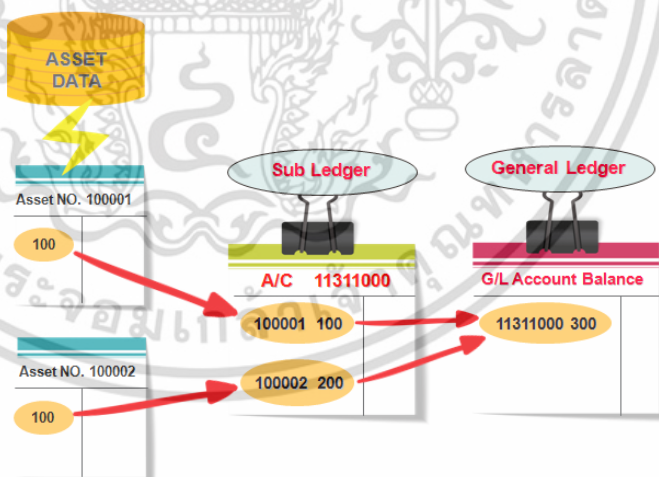 ASSET
DATA
Asset NO. 100001
100
Asset NO. 100002
100
Sub Ledger
A/C 11311000
100001 100
100002 200
General Ledger
G/L Account Balance
11311000 300